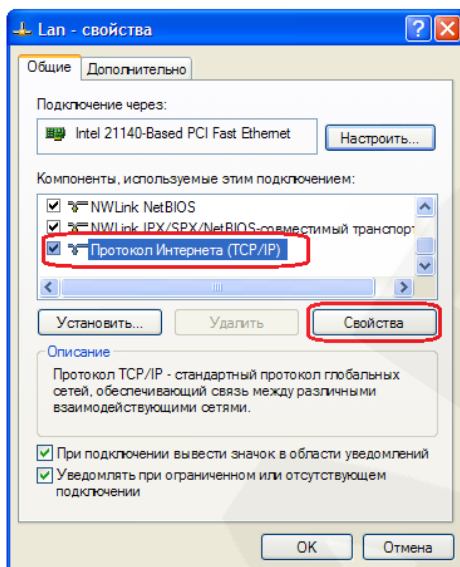 Lan - свойства
Общие
Дополнительно
Подключение через:
Intel 21140-Based PCI Fast Ethernet
Настроить...
Компоненты, используемые этим подключением:
NWLink NetBIOS
NWLink IPX/SPX/NetBIOS-совместимый транспорт
Протокол Интернета (TCP/IP)
Установить...
Удалить
Свойства
Описание
Протокол TCP/IP - стандартный протокол глобальных
сетей, обеспечивающий связь между различными
взаимодействующими сетями.
При подключении вывести значок в области уведомлений
Уведомлять при ограниченном или отсутствующем
подключении
OK
Отмена